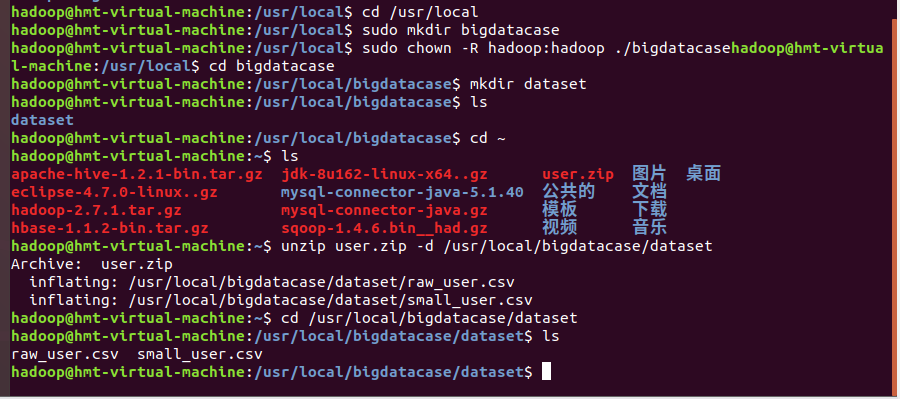 hadoop@hmt-virtual-machine:/usr/local$ cd /usr/local
hadoop@hmt-virtual-machine:/usr/local$ sudo mkdir bigdatacase
hadoop@hmt-virtual-machine:/usr/local$ sudo chown -R hadoop:hadoop ./bigdatacasehadoop@hmt-virtua
l-machine:/usr/local$ cd bigdatacase
hadoop@hmt-virtual-machine:/usr/local/bigdatacase$ mkdir dataset
hadoop@hmt-virtual-machine:/usr/local/bigdatacase$ ls
dataset
hadoop@hmt-virtual-machine:/usr/local/bigdatacase$ cd ~
hadoop@hmt-virtual-machine:~$ ls
apache-hive-1.2.1-bin.tar.gz  jdk-8u162-linux-x64..gz       user.zip  图片  桌面
eclipse-4.7.0-linux..gz       mysql-connector-java-5.1.40  公共的    文档
hadoop-2.7.1.tar.gz           mysql-connector-java.gz      模板      下载
hbase-1.1.2-bin.tar.gz        sqoop-1.4.6.bin__had.gz      视频      音乐
hadoop@hmt-virtual-machine:~$ unzip user.zip -d /usr/local/bigdatacase/dataset
Archive:  user.zip
  inflating: /usr/local/bigdatacase/dataset/raw_user.csv
  inflating: /usr/local/bigdatacase/dataset/small_user.csv
hadoop@hmt-virtual-machine:~$ cd /usr/local/bigdatacase/dataset
hadoop@hmt-virtual-machine:/usr/local/bigdatacase/dataset$ ls
raw_user.csv  small_user.csv
hadoop@hmt-virtual-machine:/usr/local/bigdatacase/dataset$